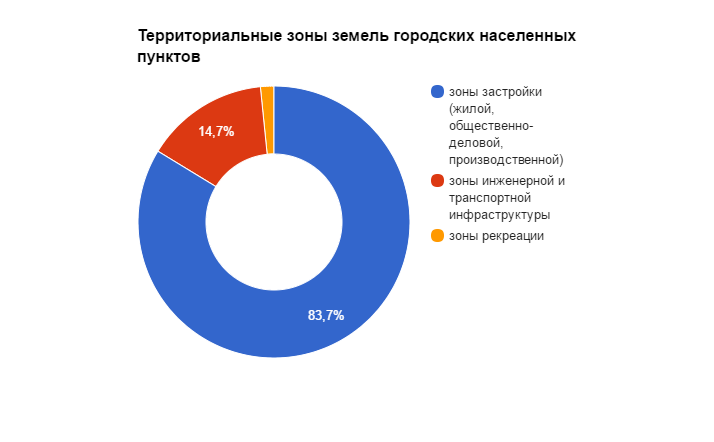 Территориальные зоны земель городских населенных
пунктов
зоны застройки
(жилой,
общественно-
деловой,
производственной)
зоны инженерной и
транспортной
инфраструктуры
зоны рекреации
14,7%
83,7%